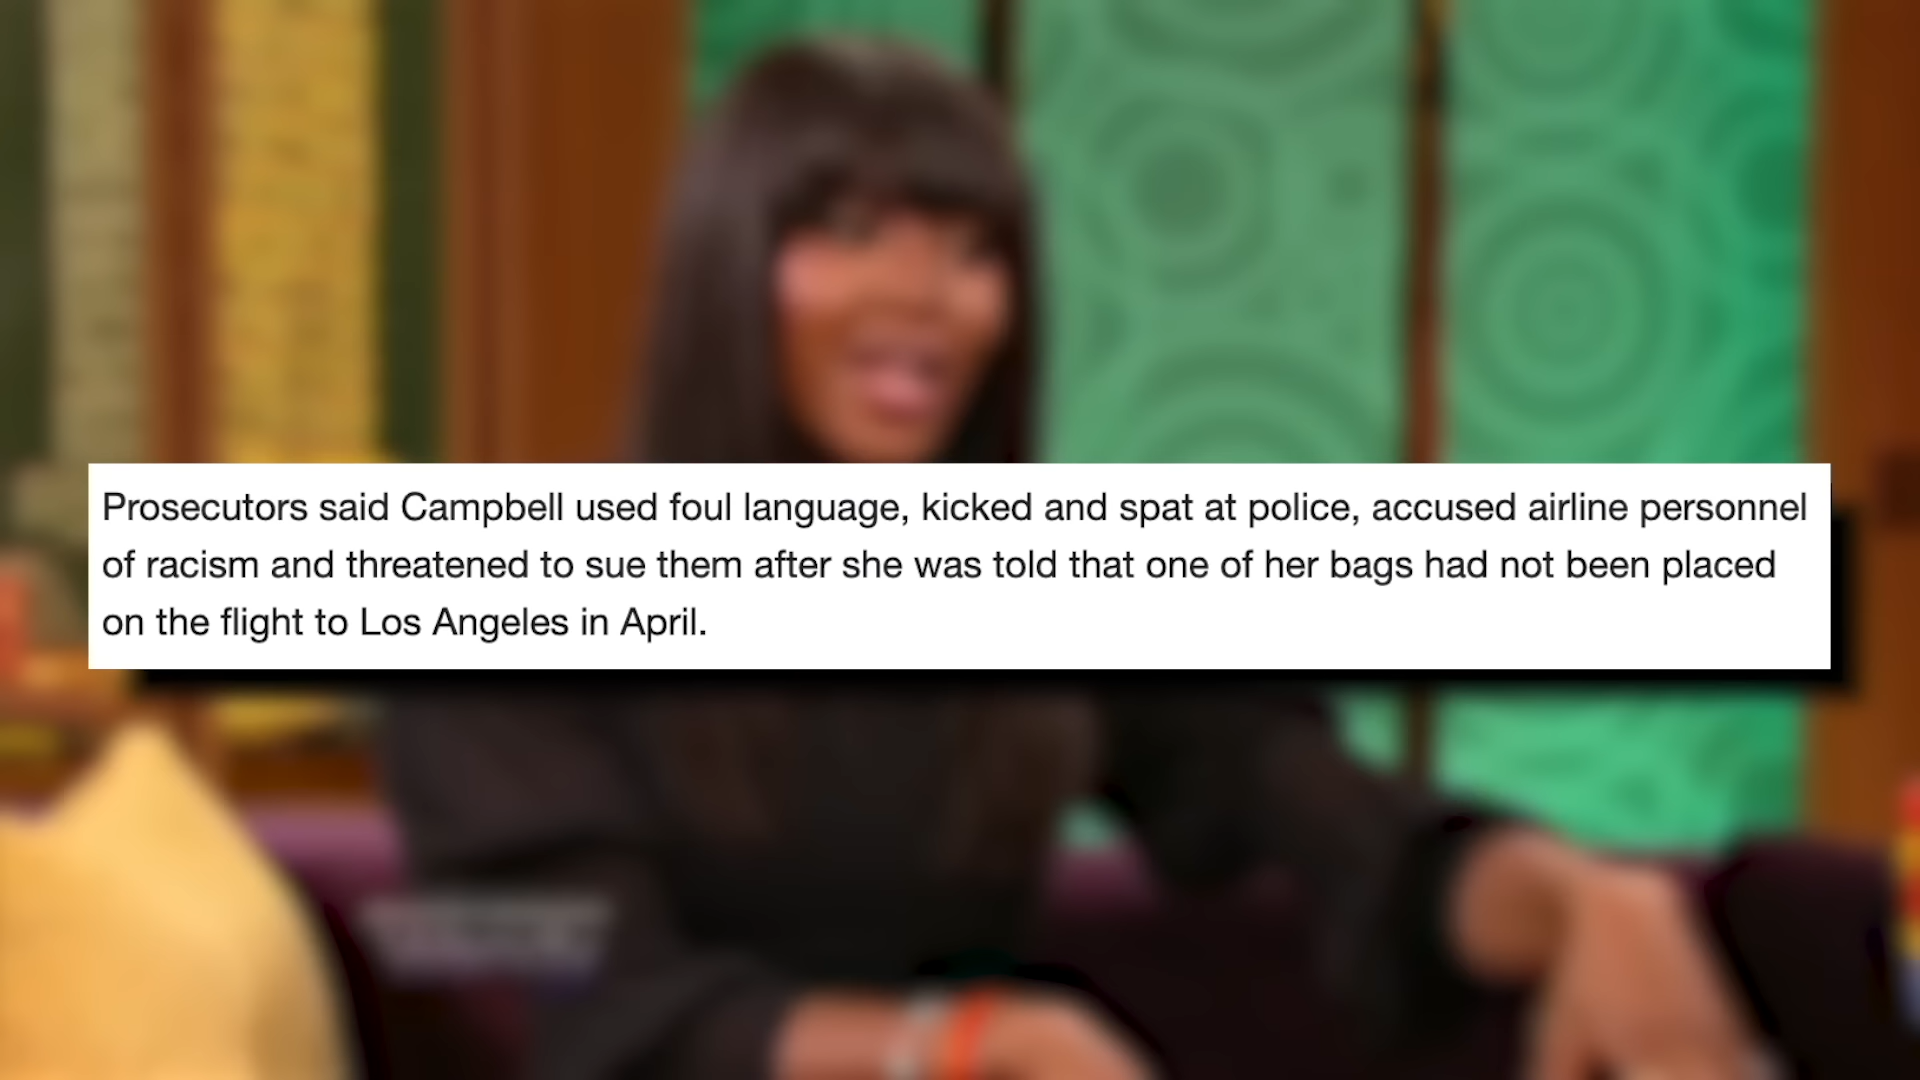 Prosecutors said Campbell used foul language, kicked and spat at police, accused airline personnel
of racism and threatened to sue them after she was told that one of her bags had not been placed
on the flight to Los Angeles in April.